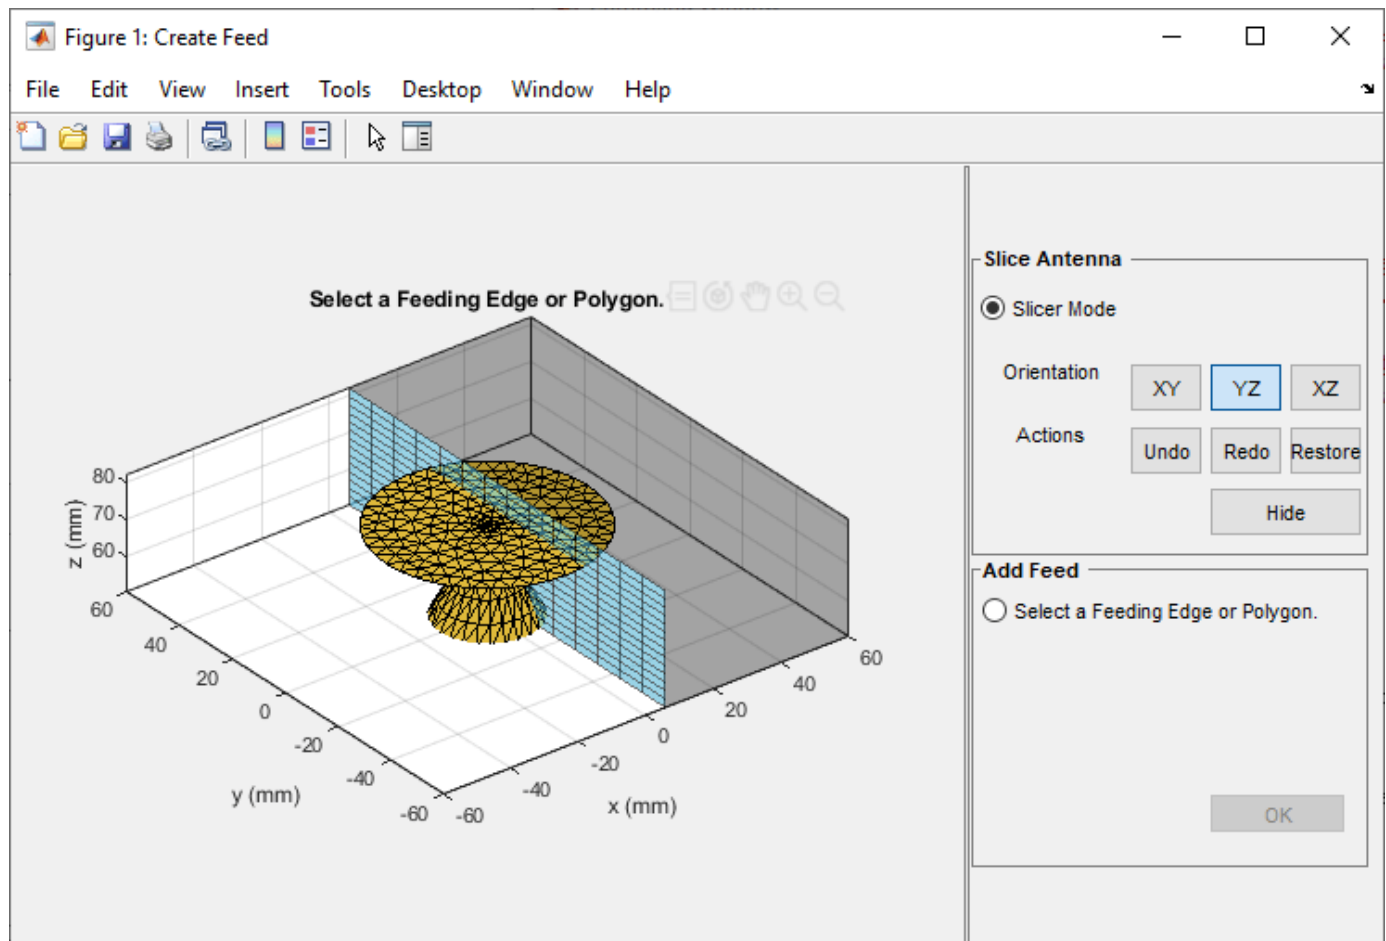 Figure 1: Create Feed
File Edit View Insert Tools Desktop Window Help
Select a Feeding Edge or Polygon.
80
70
60
z (mm)
60
40
20
0
-20
-40
-60
y (mm)
-60
-40
-20
0
20
40
60
x (mm)
Slice Antenna
Slicer Mode
Orientation XY YZ XZ
Actions Undo Redo Restore
Hide
Add Feed
Select a Feeding Edge or Polygon.
OK